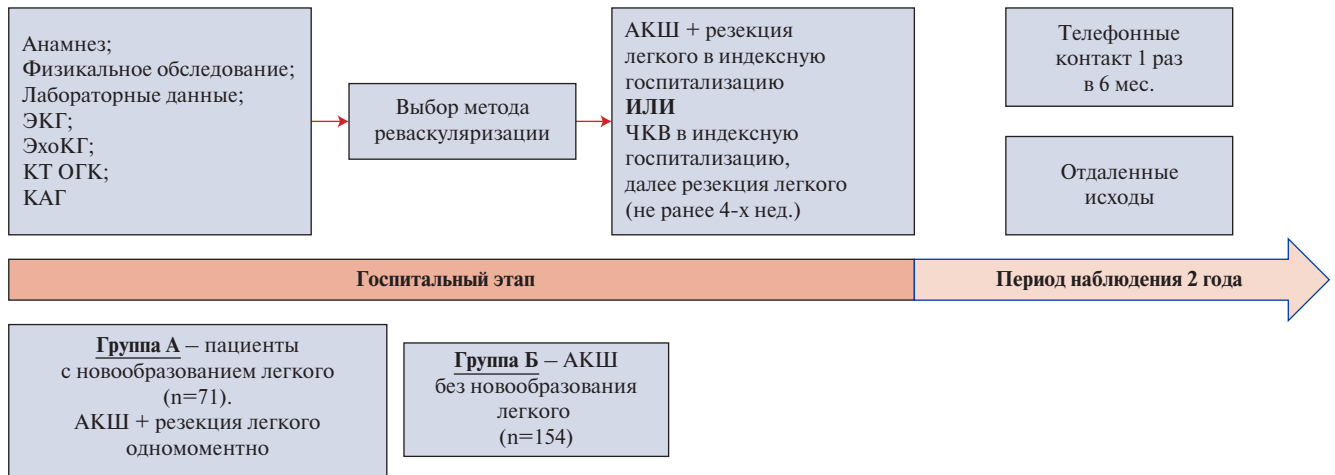 Анамнез;
Физикальное обследование;
Лабораторные данные;
ЭКГ;
ЭхоКГ;
КТ ОГК;
КАГ
Выбор метода
реваскуляризации
АКШ + резекция
легкого в индексную
госпитализацию
ИЛИ
ЧКВ в индексную
госпитализацию,
далее резекция легкого
(не ранее 4-х нед.)
Телефонные
контакт 1 раз
в 6 мес.
Отдаленные
исходы
Госпитальный этап
Период наблюдения 2 года
Группа А – пациенты
с новообразованием легкого
(n=71).
АКШ + резекция легкого
одномоментно
Группа Б – АКШ
без новообразования
легкого
(n=154)